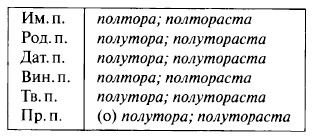 Им. п. полтора; полтораста
Род. п. полутора; полутораста
Дат. п. полутора; полутораста
Вин. п. полтора; полтораста
Тв. п. полутора; полутораста
Пр. п. (о) полутора; полутораста